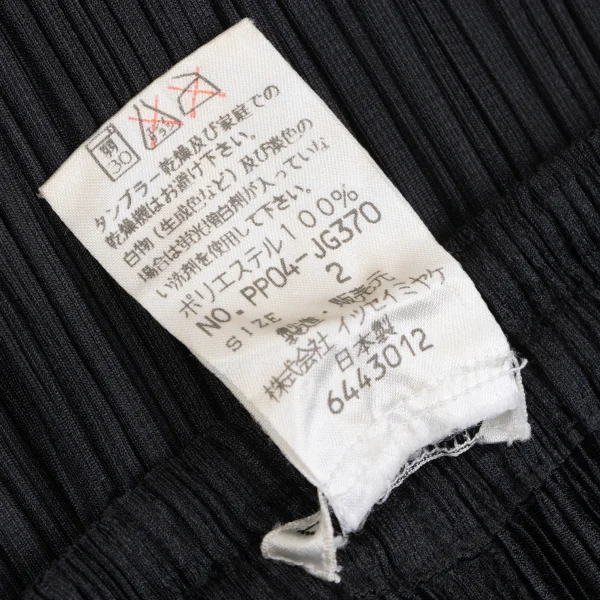 弱
30
タンブラー乾燥及び家庭での
乾燥機はお避け下さい。
白物(生成色など)及び淡色の
場合は蛍光増白剤が入っていな
い洗剤を使用して下さい。
ポリエステル100%
NO. PP04-JG370
SIZE 2
製造・販売元
株式会社 イッセイミヤケ
日本製
6443012